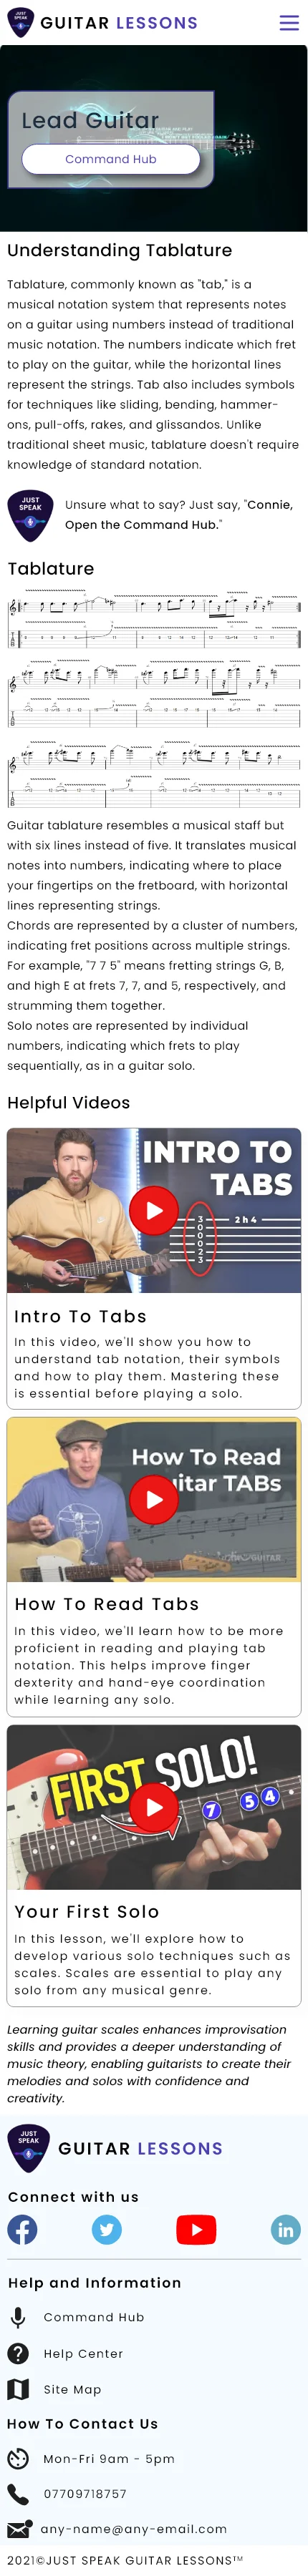 JUST
SPEAK
GUITAR LESSONS
Lead Guitar
Command Hub
Understanding Tablature
Tablature, commonly known as "tab," is a
musical notation system that represents notes
on a guitar using numbers instead of traditional
music notation. The numbers indicate which fret
to play on the guitar, while the horizontal lines
represent the strings. Tab also includes symbols
for techniques like sliding, bending, hammer-
ons, pull-offs, rakes, and glissandos. Unlike
traditional sheet music, tablature doesn't require
knowledge of standard notation.
JUST
SPEAK
Unsure what to say? Just say, "Connie,
Open the Command Hub."
Tablature
Guitar tablature resembles a musical staff but
with six lines instead of five. It translates musical
notes into numbers, indicating where to place
your fingertips on the fretboard, with horizontal
lines representing strings.
Chords are represented by a cluster of numbers,
indicating fret positions across multiple strings.
For example, "7 7 5" means fretting strings G, B,
and high E at frets 7, 7, and 5, respectively, and
strumming them together.
Solo notes are represented by individual
numbers, indicating which frets to play
sequentially, as in a guitar solo.
Helpful Videos
INTRO TO
TABS
3
0
0
0
2
3
2h4
Intro To Tabs
In this video, we'll show you how to
understand tab notation, their symbols
and how to play them. Mastering these
is essential before playing a solo.
How To Read
uitar TABs
How To Read Tabs
In this video, we'll learn how to be more
proficient in reading and playing tab
notation. This helps improve finger
dexterity and hand-eye coordination
while learning any solo.
FIRST SOLO!
7 5 4
Your First Solo
In this lesson, we'll explore how to
develop various solo techniques such as
scales. Scales are essential to play any
solo from any musical genre.
Learning guitar scales enhances improvisation
skills and provides a deeper understanding of
music theory, enabling guitarists to create their
melodies and solos with confidence and
creativity.
JUST
SPEAK
GUITAR LESSONS
Connect with us
in
Help and Information
Command Hub
Help Center
Site Map
How To Contact Us
Mon-Fri 9am - 5pm
07709718757
any-name@any-email.com
2021©JUST SPEAK GUITAR LESSONS™